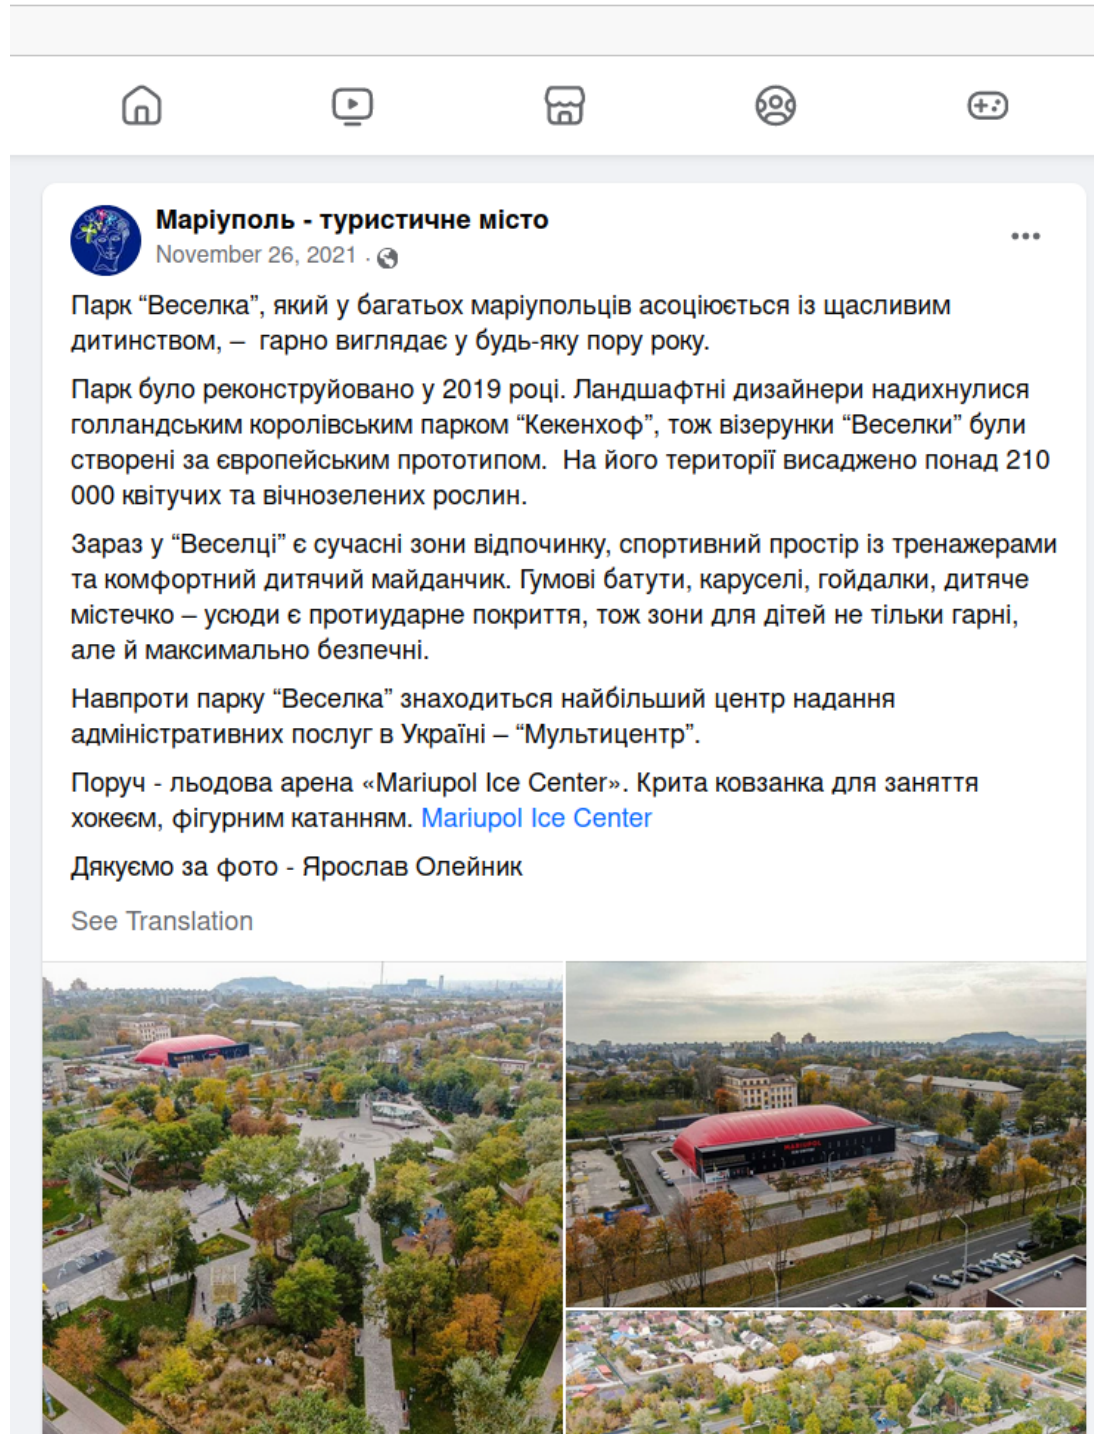 Маріуполь - туристичне місто
November 26, 2021 ·
Парк “Веселка”, який у багатьох маріупольців асоціюється із щасливим
дитинством, – гарно виглядає у будь-яку пору року.
Парк було реконструйовано у 2019 році. Ландшафтні дизайнери надихнулися
голландським королівським парком “Кекенхоф”, тож візерунки “Веселки” були
створені за європейським прототипом. На його території висаджено понад 210
000 квітучих та вічнозелених рослин.
Зараз у “Веселці” є сучасні зони відпочинку, спортивний простір із тренажерами
та комфортний дитячий майданчик. Гумові батути, каруселі, гойдалки, дитяче
містечко – усюди є протиударне покриття, тож зони для дітей не тільки гарні,
але й максимально безпечні.
Навпроти парку “Веселка” знаходиться найбільший центр надання
адміністративних послуг в Україні – “Мультицентр”.
Поруч - льодова арена «Mariupol Ice Center». Крита ковзанка для заняття
хокеєм, фігурним катанням. Mariupol Ice Center
Дякуємо за фото - Ярослав Олейник
See Translation
MARIUPOL